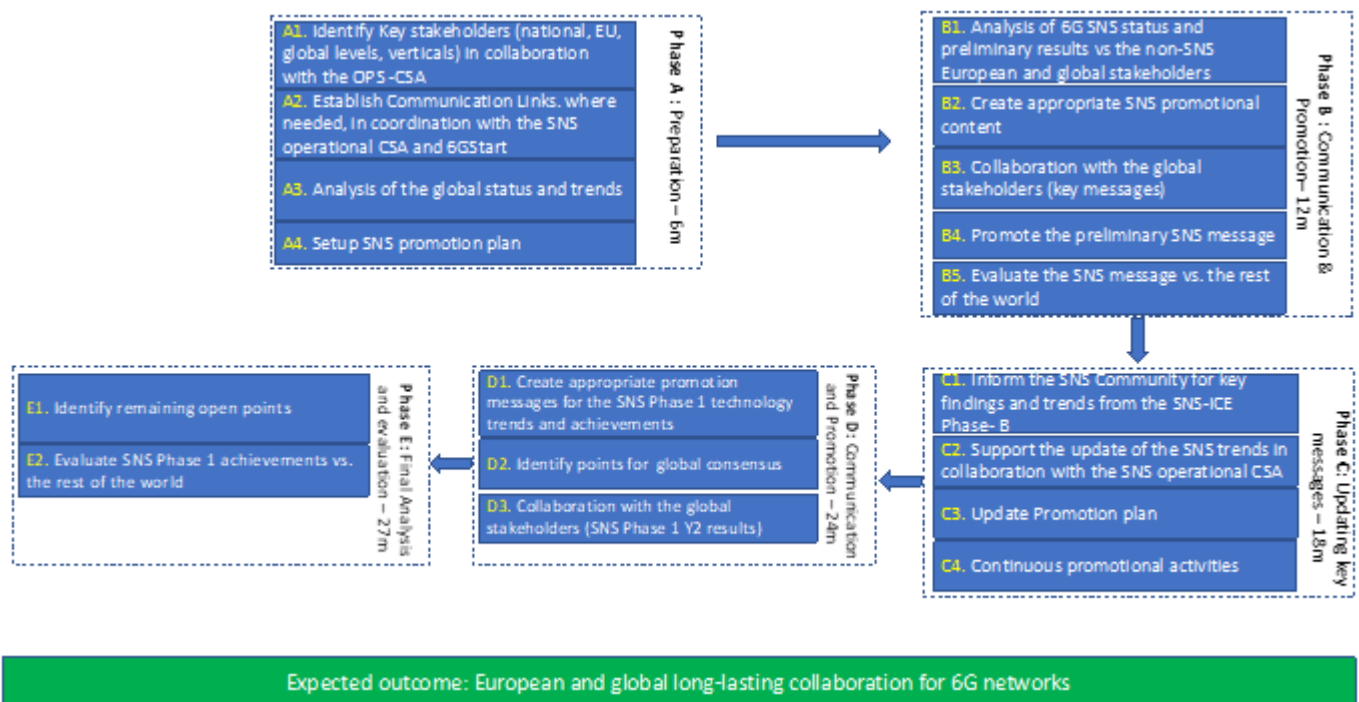 A1. Identify Key stakeholders (national, EU,
global levels, verticals) in collaboration
with the OPS-CSA
A2. Establish Communication Links. where
needed, in coordination with the SNS
operational CSA and 6GStart
A3. Analysis of the global status and trends
A4. Setup SNS promotion plan
Phase A : Preparation – 6m
B1. Analysis of 6G SNS status and
preliminary results vs the non-SNS
European and global stakeholders
B2. Create appropriate SNS promotional
content
B3. Collaboration with the global
stakeholders (key messages)
B4. Promote the preliminary SNS message
B5. Evaluate the SNS message vs. the rest
of the world
Phase B : Communication &
Promotion– 12m
C1. Inform the SNS Community for key
findings and trends from the SNS-ICE
Phase- B
C2. Support the update of the SNS trends in
collaboration with the SNS operational CSA
C3. Update Promotion plan
C4. Continuous promotional activities
Phase C: Updating key
messages – 18m
D1. Create appropriate promotion
messages for the SNS Phase 1 technology
trends and achievements
D2. Identify points for global consensus
D3. Collaboration with the global
stakeholders (SNS Phase 1 Y2 results)
Phase D: Communication
and Promotion – 24m
E1. Identify remaining open points
E2. Evaluate SNS Phase 1 achievements vs.
the rest of the world
Phase E: Final Analysis
and evaluation – 27m
Expected outcome: European and global long-lasting collaboration for 6G networks